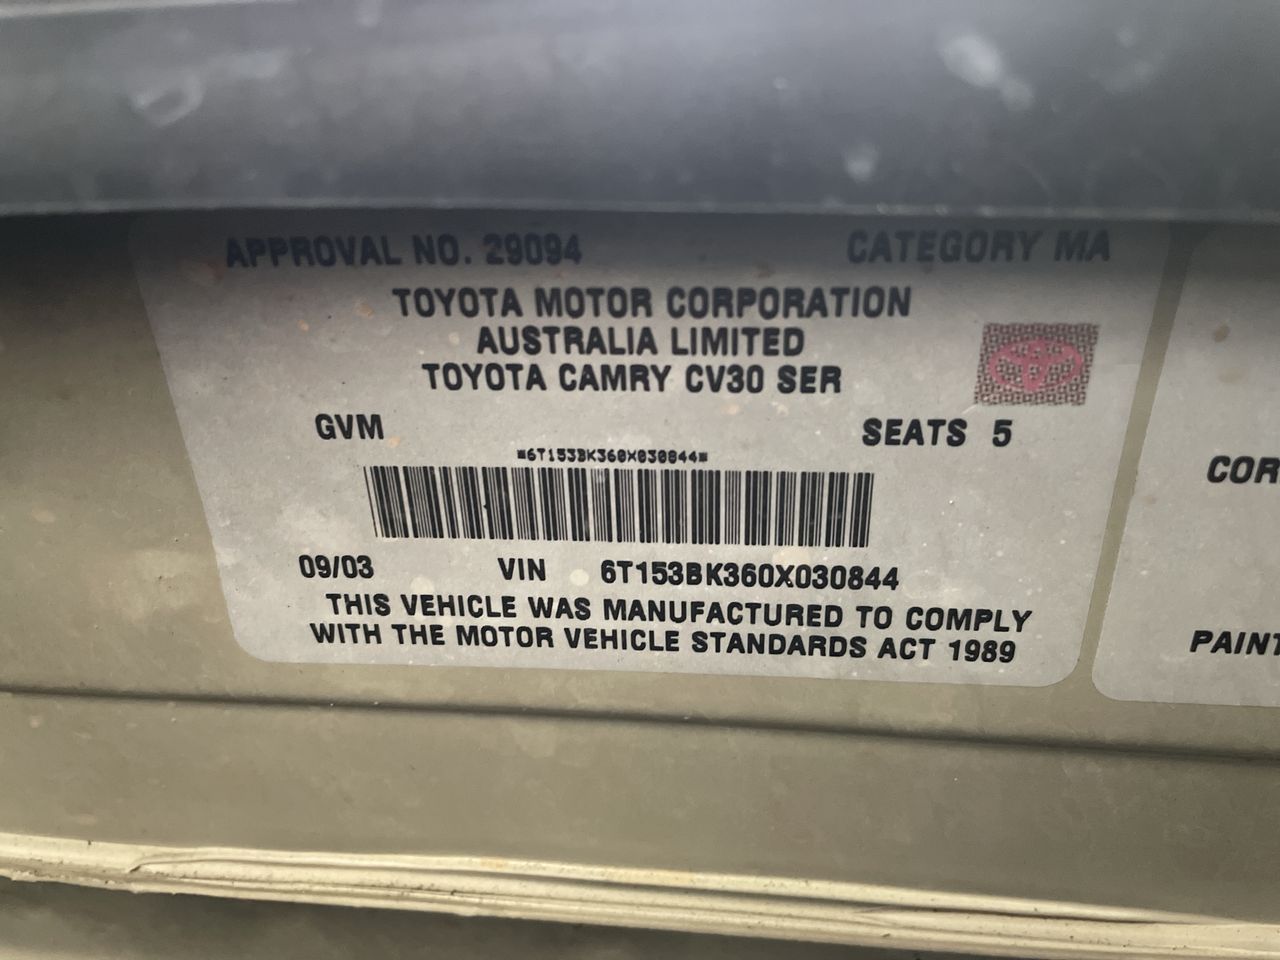 APPROVAL NO. 29094 CATEGORY MA
TOYOTA MOTOR CORPORATION
AUSTRALIA LIMITED
TOYOTA CAMRY CV30 SER
GVM SEATS 5
*6T153BK360X030844*
09/03 VIN 6T153BK360X030844
THIS VEHICLE WAS MANUFACTURED TO COMPLY
WITH THE MOTOR VEHICLE STANDARDS ACT 1989
COR
PAINT